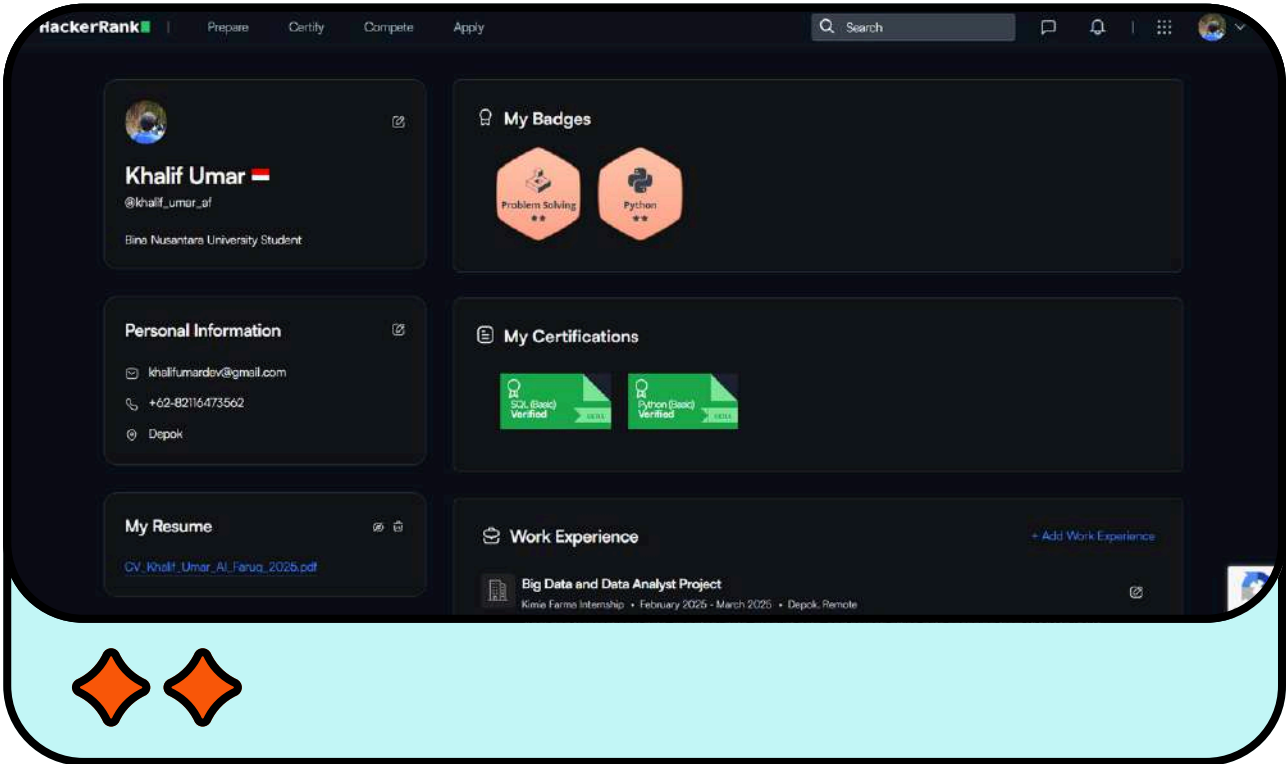 HackerRank
Prepare
Certify
Compete
Apply
Search
Khalif Umar
@khalif_umar_af
Bina Nusantara University Student
Personal Information
khalifumardev@gmail.com
+62-82116473562
Depok
My Resume
CV_Khalif_Umar_Al_Faruq_2025.pdf
My Badges
Problem Solving
Python
My Certifications
SQL (Basic)
Verified
Python (Basic)
Verified
Work Experience
+ Add Work Experience
Big Data and Data Analyst Project
Kimia Farma Internship • February 2025 - March 2025 • Depok, Remote